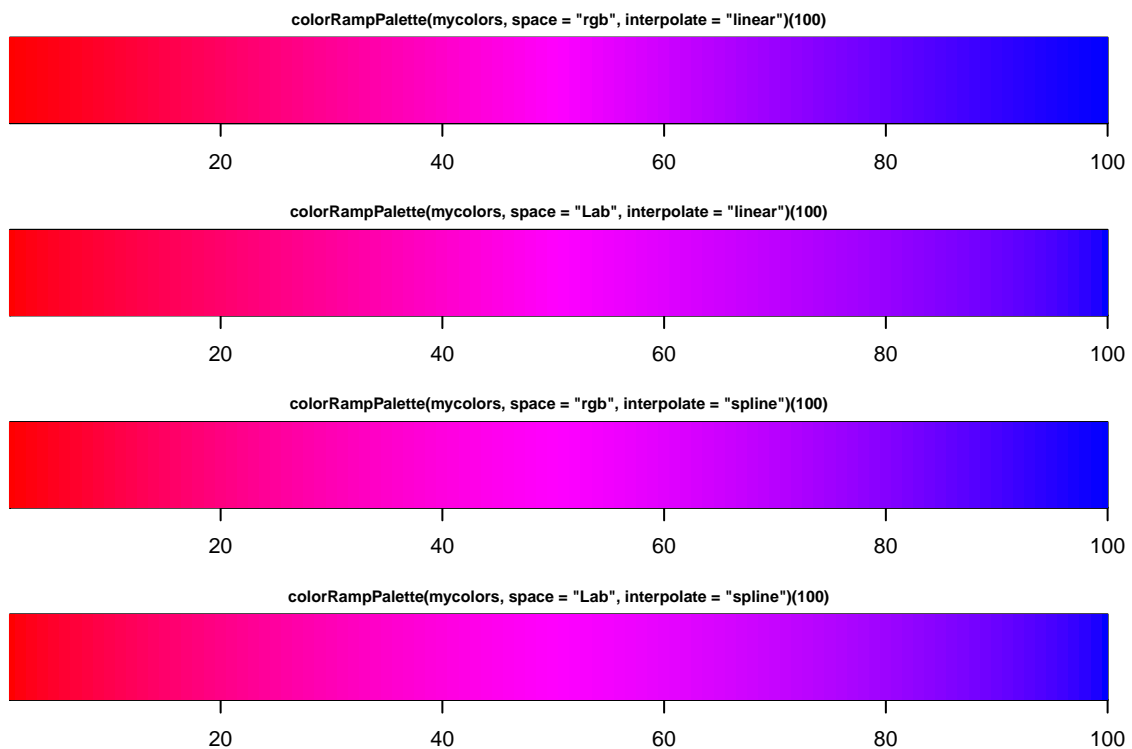 colorRampPalette(mycolors, space = "rgb", interpolate = "linear")(100)
20 40 60 80 100
colorRampPalette(mycolors, space = "Lab", interpolate = "linear")(100)
20 40 60 80 100
colorRampPalette(mycolors, space = "rgb", interpolate = "spline")(100)
20 40 60 80 100
colorRampPalette(mycolors, space = "Lab", interpolate = "spline")(100)
20 40 60 80 100